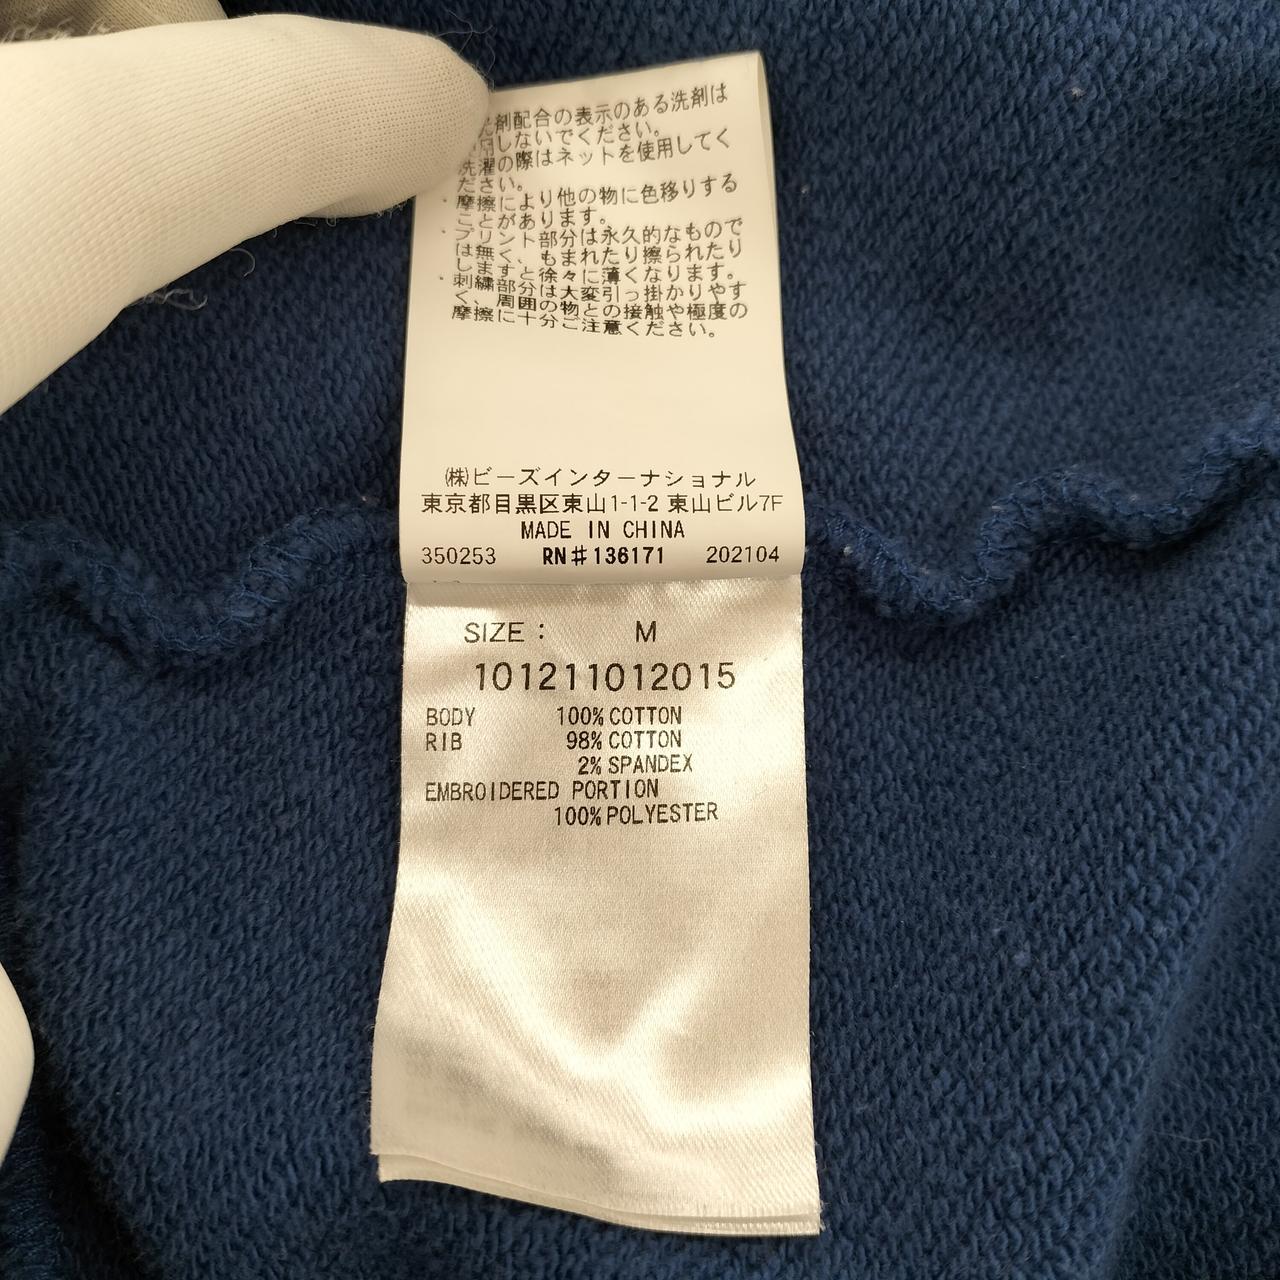 剤配合の表示のある洗剤は
しないでください。
洗濯の際はネットを使用してく
ださい。
・摩擦により他の物に色移りする
ことがあります。
・プリント部分は永久的なもので
は無く、もまれたり擦られたり
しますと徐々に薄くなります。
・刺繍部分は大変引っ掛かりやす
く、周囲の物との接触や極度の
摩擦に十分ご注意ください。
㈱ビーズインターナショナル
東京都目黒区東山1-1-2 東山ビル7F
MADE IN CHINA
350253 RN#136171 202104
SIZE: M
101211012015
BODY 100% COTTON
RIB 98% COTTON
2% SPANDEX
EMBROIDERED PORTION
100% POLYESTER